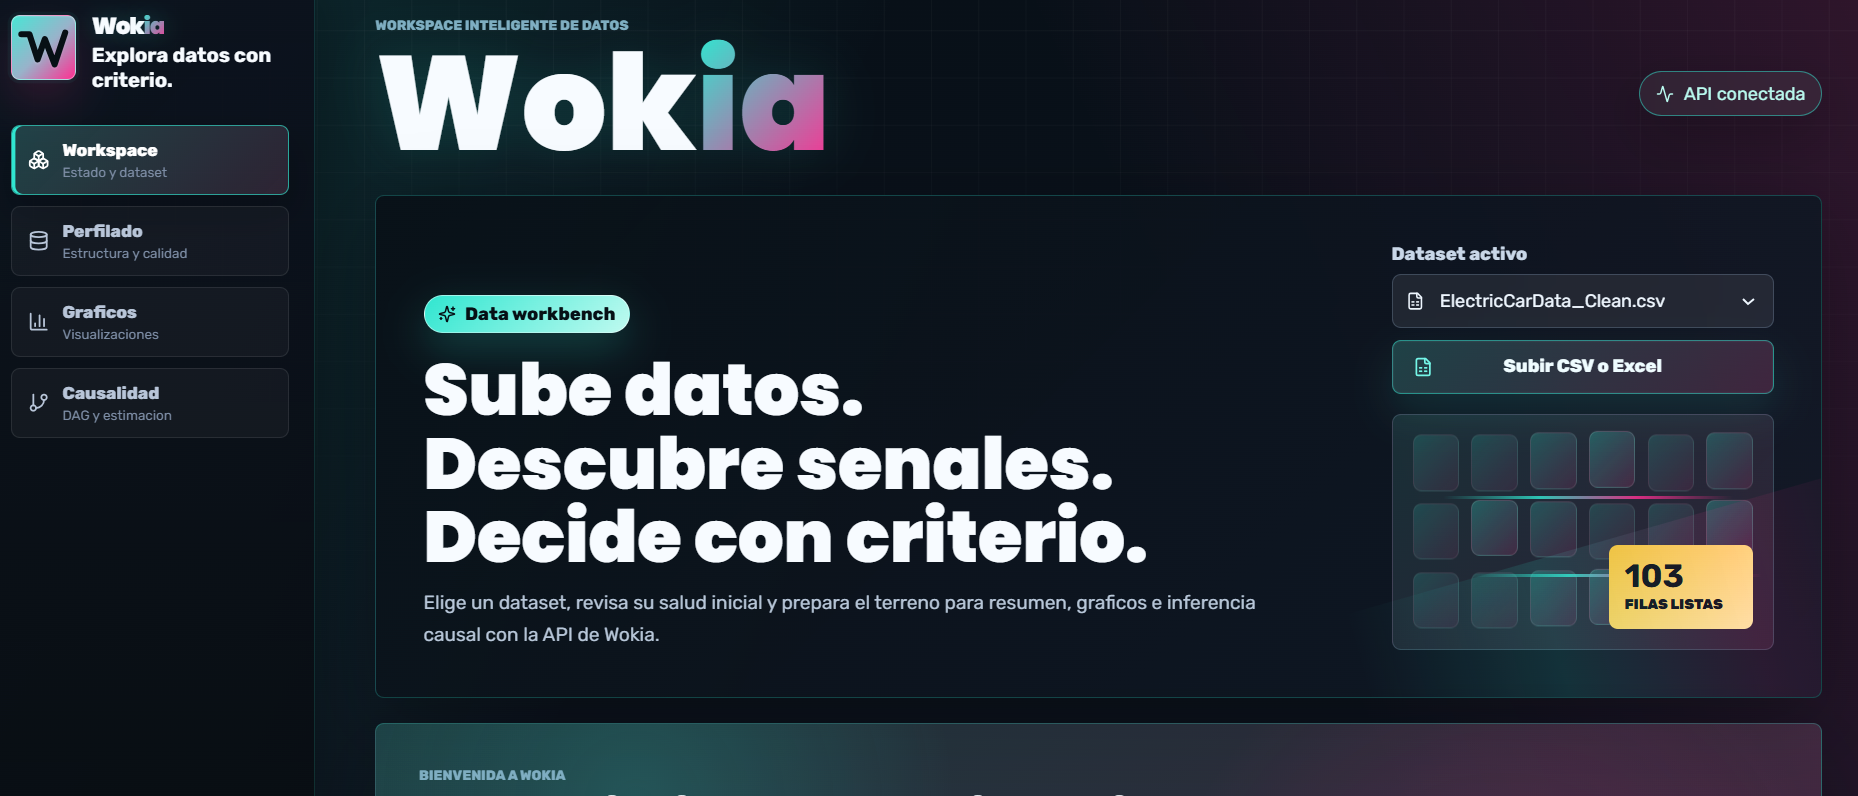 Wokia
Explora datos con
criterio.
Workspace
Estado y dataset
Perfilado
Estructura y calidad
Graficos
Visualizaciones
Causalidad
DAG y estimacion
WORKSPACE INTELIGENTE DE DATOS
Wokia
API conectada
Data workbench
Sube datos.
Descubre senales.
Decide con criterio.
Elige un dataset, revisa su salud inicial y prepara el terreno para resumen, graficos e inferencia
causal con la API de Wokia.
Dataset activo
ElectricCarData_Clean.csv
Subir CSV o Excel
103
FILAS LISTAS
BIENVENIDA A WOKIA